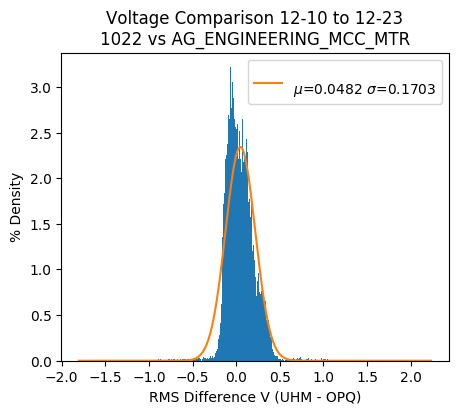 Voltage Comparison 12-10 to 12-23
1022 vs AG_ENGINEERING_MCC_MTR
μ=0.0482 σ=0.1703
% Density
3.0
2.5
2.0
1.5
1.0
0.5
0.0
−2.0 −1.5 −1.0 −0.5 0.0 0.5 1.0 1.5 2.0
RMS Difference V (UHM - OPQ)